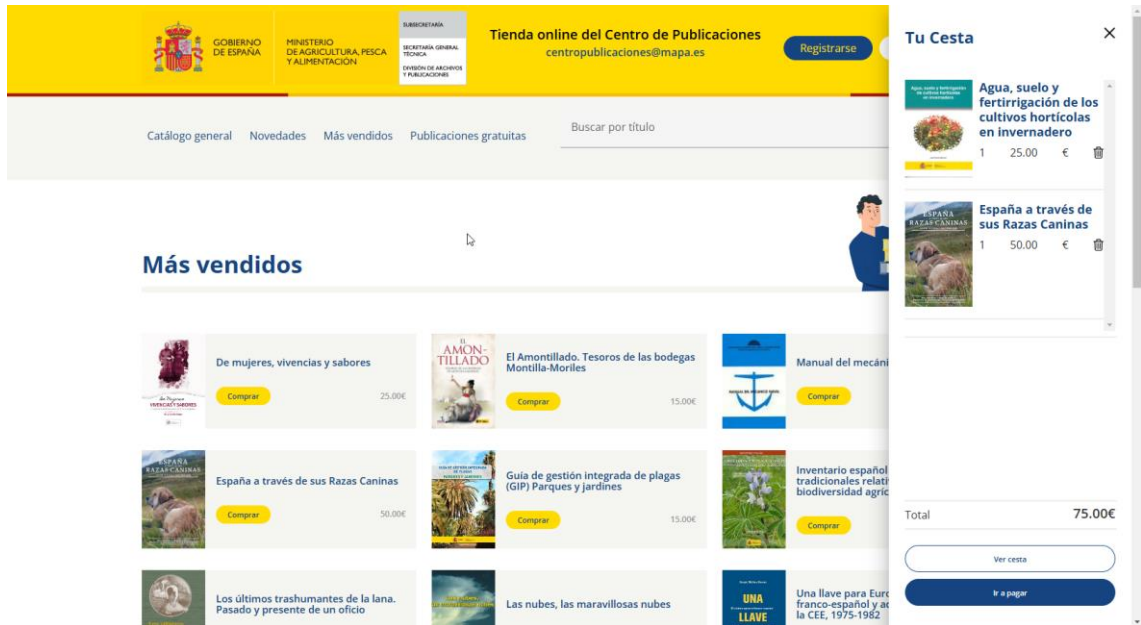 GOBIERNO
DE ESPAÑA
MINISTERIO
DE AGRICULTURA, PESCA
Y ALIMENTACIÓN
SUBSECRETARÍA
SECRETARÍA GENERAL
TÉCNICA
DIVISIÓN DE ARCHIVOS
Y PUBLICACIONES
Tienda online del Centro de Publicaciones
centropublicaciones@mapa.es
Registrarse
Catálogo general Novedades Más vendidos Publicaciones gratuitas
Buscar por título
Más vendidos
De mujeres, vivencias y sabores
Comprar 25.00€
EL
AMON-
TILLADO
El Amontillado. Tesoros de las bodegas
Montilla-Moriles
Comprar 15.00€
Manual del mecáni
Comprar
ESPAÑA
RAZAS CANINAS
España a través de sus Razas Caninas
Comprar 50.00€
Guía de gestión integrada de plagas
(GIP) Parques y jardines
Comprar 15.00€
Inventario español
tradicionales relati
biodiversidad agríc
Comprar
Los últimos trashumantes de la lana.
Pasado y presente de un oficio
Las nubes, las maravillosas nubes
UNA
LLAVE
Una llave para Euro
franco-español y ad
la CEE, 1975-1982
Tu Cesta
Agua, suelo y
fertirrigación de los
cultivos hortícolas
en invernadero
1 25.00 €
ESPAÑA
RAZAS CANINAS
España a través de
sus Razas Caninas
1 50.00 €
Total 75.00€
Ver cesta
Ir a pagar